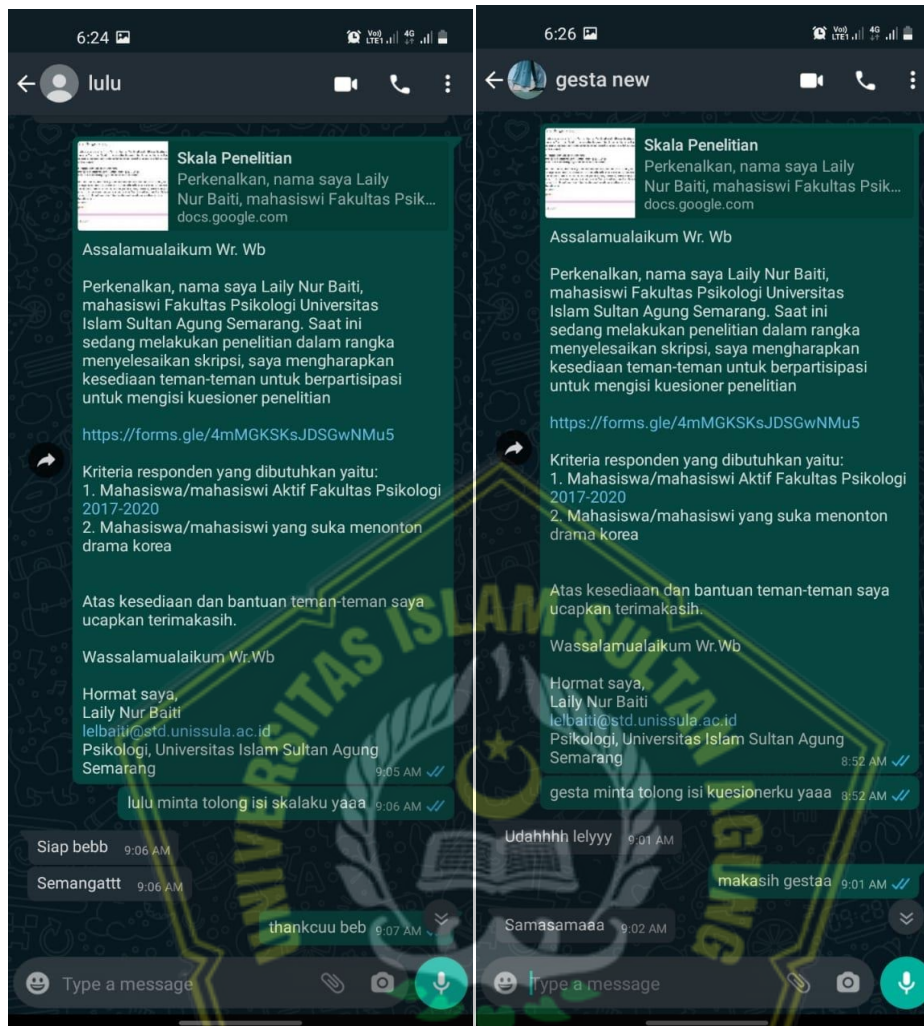 6:24
Vo)) LTE1 4G
lulu
Skala Penelitian
Perkenalkan, nama saya Laily
Nur Baiti, mahasiswi Fakultas Psik...
docs.google.com
Assalamualaikum Wr. Wb
Perkenalkan, nama saya Laily Nur Baiti,
mahasiswi Fakultas Psikologi Universitas
Islam Sultan Agung Semarang. Saat ini
sedang melakukan penelitian dalam rangka
menyelesaikan skripsi, saya mengharapkan
kesediaan teman-teman untuk berpartisipasi
untuk mengisi kuesioner penelitian
https://forms.gle/4mMGKSKsJDSGwNMu5
Kriteria responden yang dibutuhkan yaitu:
1. Mahasiswa/mahasiswi Aktif Fakultas Psikologi
2017-2020
2. Mahasiswa/mahasiswi yang suka menonton
drama korea
Atas kesediaan dan bantuan teman-teman saya
ucapkan terimakasih.
Wassalamualaikum Wr.Wb
Hormat saya,
Laily Nur Baiti
lelbaiti@std.unissula.ac.id
Psikologi, Universitas Islam Sultan Agung
Semarang
9:05 AM
lulu minta tolong isi skalaku yaaa 9:06 AM
Siap bebb 9:06 AM
Semangattt 9:06 AM
thankcuu beb 9:07 AM
Type a message
6:26
Vo)) LTE1 4G
gesta new
Skala Penelitian
Perkenalkan, nama saya Laily
Nur Baiti, mahasiswi Fakultas Psik...
docs.google.com
Assalamualaikum Wr. Wb
Perkenalkan, nama saya Laily Nur Baiti,
mahasiswi Fakultas Psikologi Universitas
Islam Sultan Agung Semarang. Saat ini
sedang melakukan penelitian dalam rangka
menyelesaikan skripsi, saya mengharapkan
kesediaan teman-teman untuk berpartisipasi
untuk mengisi kuesioner penelitian
https://forms.gle/4mMGKSKsJDSGwNMu5
Kriteria responden yang dibutuhkan yaitu:
1. Mahasiswa/mahasiswi Aktif Fakultas Psikologi
2017-2020
2. Mahasiswa/mahasiswi yang suka menonton
drama korea
Atas kesediaan dan bantuan teman-teman saya
ucapkan terimakasih.
Wassalamualaikum Wr.Wb
Hormat saya,
Laily Nur Baiti
lelbaiti@std.unissula.ac.id
Psikologi, Universitas Islam Sultan Agung
Semarang
8:52 AM
gesta minta tolong isi kuesionerku yaaa 8:52 AM
Udahhhh lelyyy 9:01 AM
makasih gestaa 9:01 AM
Samasamaaa 9:02 AM
Type a message
UNIVERSITAS ISLAM SULTAN AGUNG